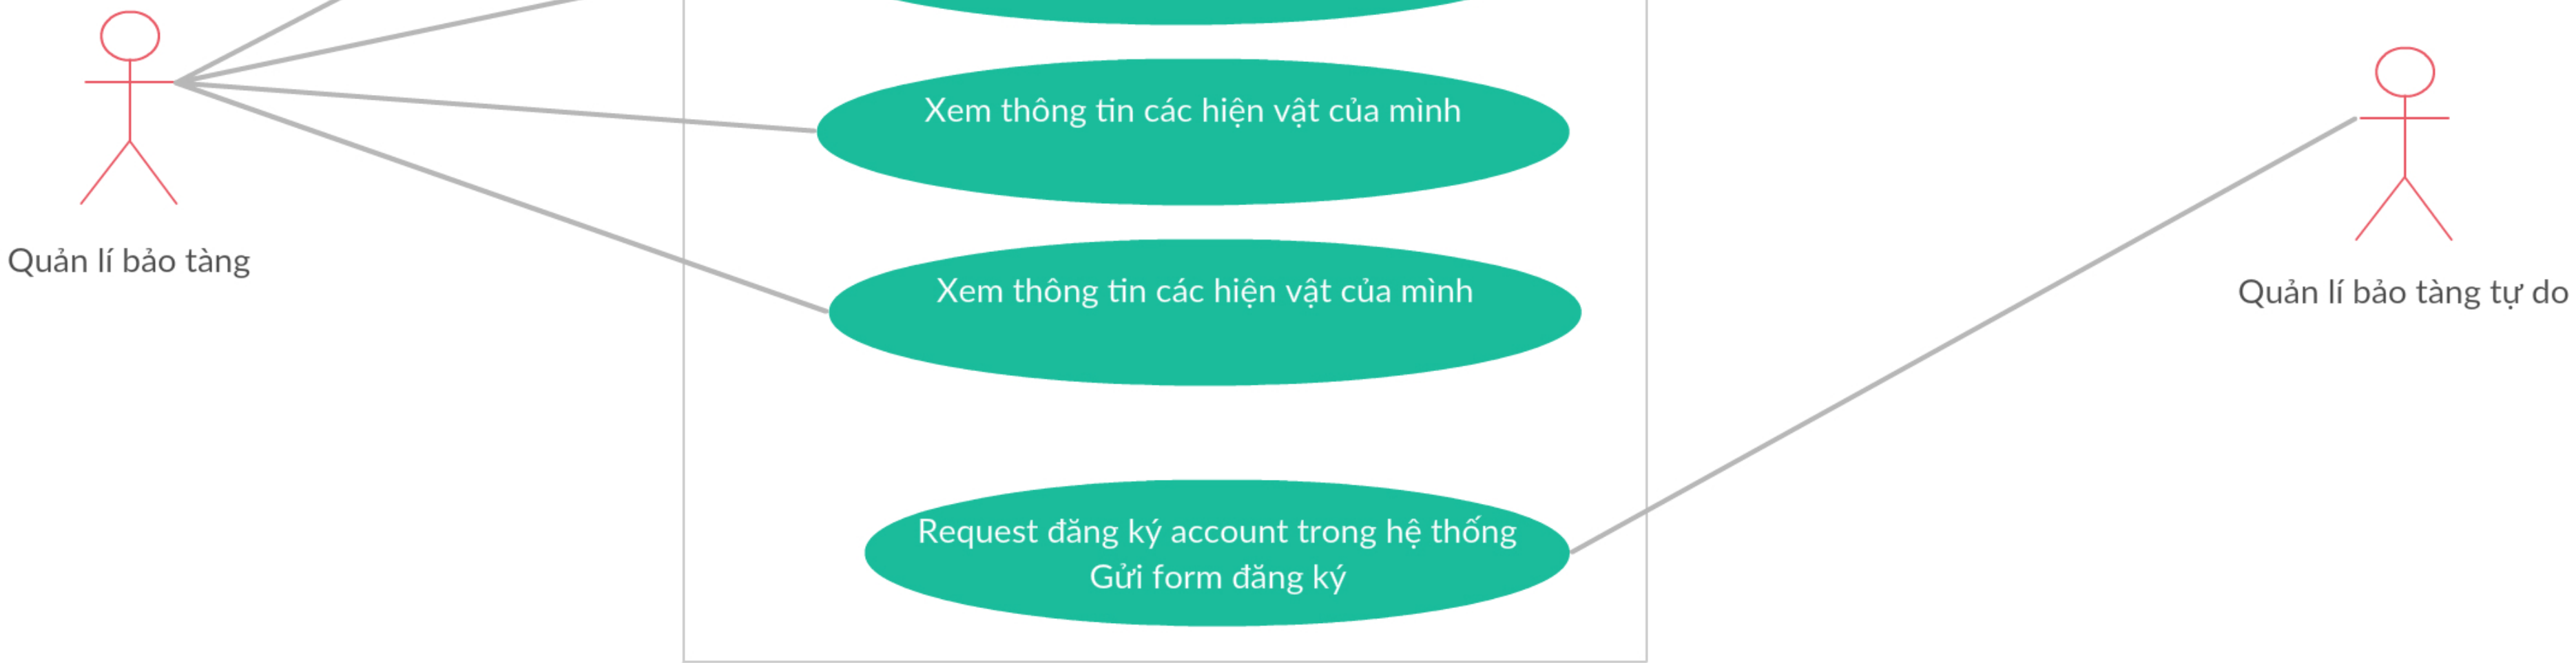 Xem thông tin các hiện vật của mình
Quản lí bảo tàng
Xem thông tin các hiện vật của mình
Quản lí bảo tàng tự do
Request đăng ký account trong hệ thống
Gửi form đăng ký